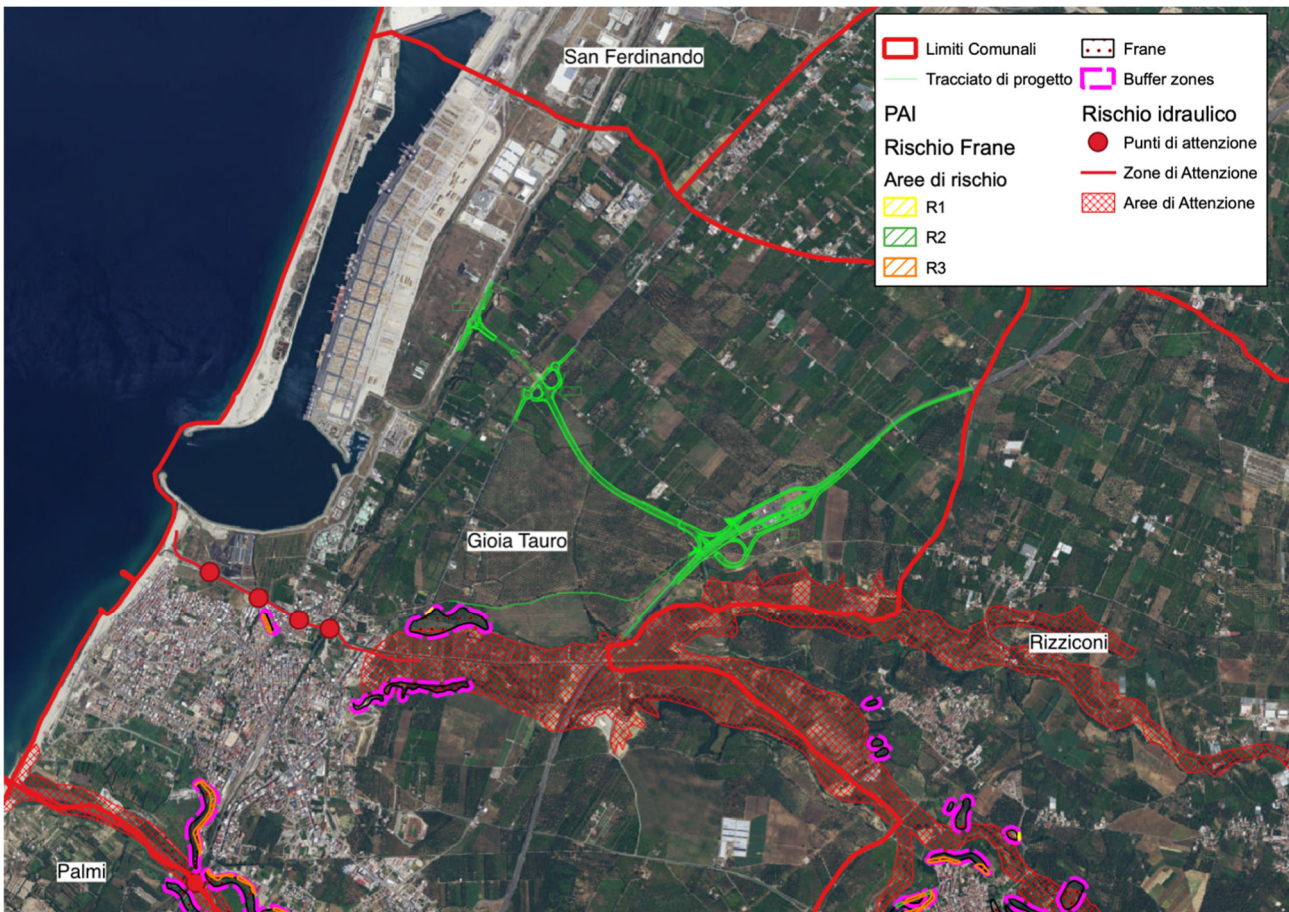 San Ferdinando
Limiti Comunali
Tracciato di progetto
PAI
Rischio Frane
Aree di rischio
R1
R2
R3
Frane
Buffer zones
Rischio idraulico
Punti di attenzione
Zone di Attenzione
Aree di Attenzione
Gioia Tauro
Rizziconi
Palmi